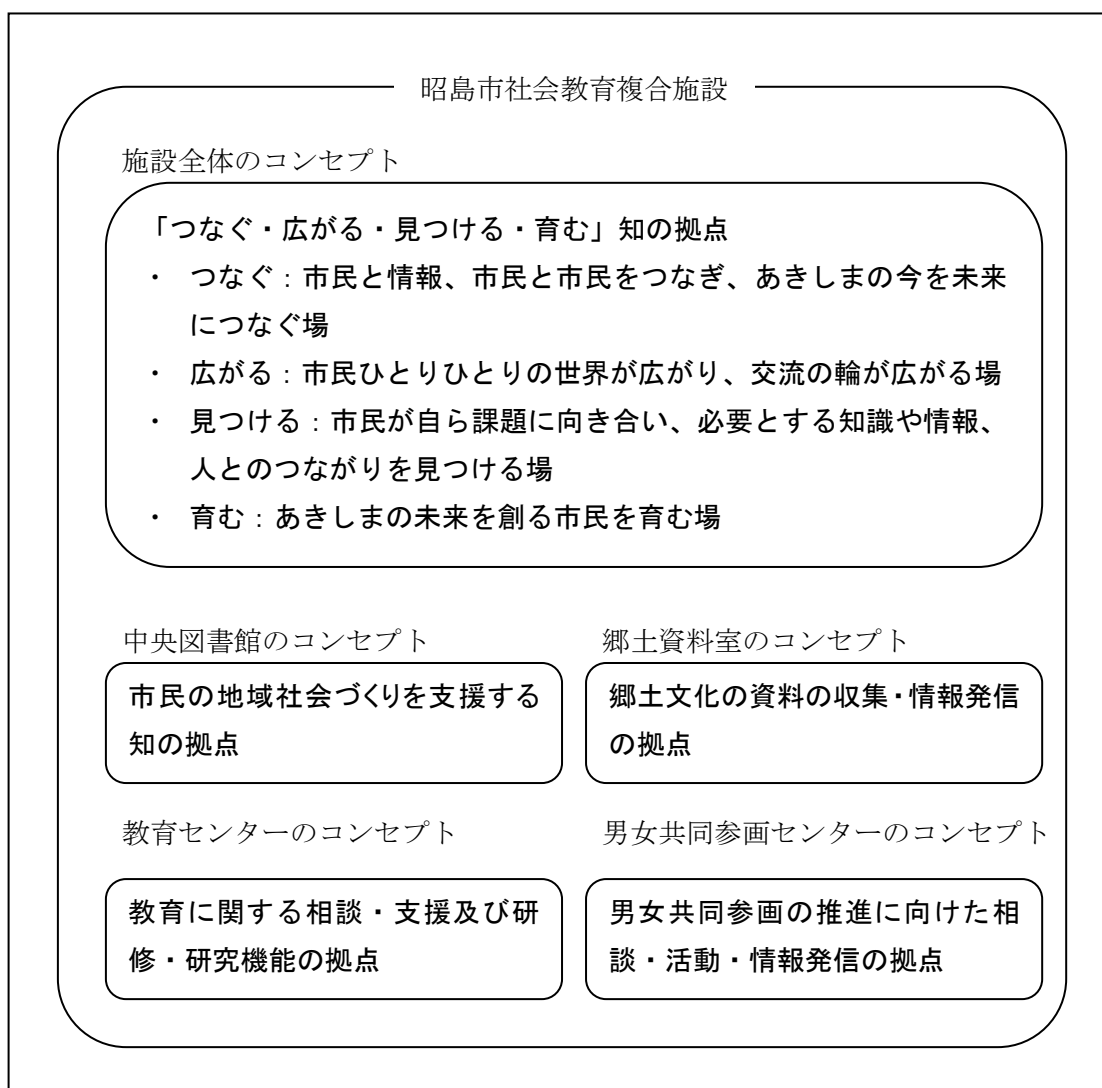 昭島市社会教育複合施設
施設全体のコンセプト
「つなぐ・広がる・見つける・育む」知の拠点
・ つなぐ：市民と情報、市民と市民をつなぎ、あきしまの今を未来
につなぐ場
・ 広がる：市民ひとりひとりの世界が広がり、交流の輪が広がる場
・ 見つける：市民が自ら課題に向き合い、必要とする知識や情報、
人とのつながりを見つける場
・ 育む：あきしまの未来を創る市民を育む場
中央図書館のコンセプト
市民の地域社会づくりを支援する
知の拠点
郷土資料室のコンセプト
郷土文化の資料の収集・情報発信
の拠点
教育センターのコンセプト
教育に関する相談・支援及び研
修・研究機能の拠点
男女共同参画センターのコンセプト
男女共同参画の推進に向けた相
談・活動・情報発信の拠点